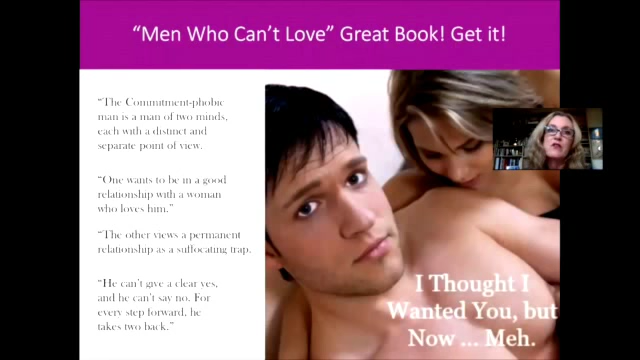 “Men Who Can’t Love” Great Book! Get it!
“The Commitment-phobic
man is a man of two minds,
each with a distinct and
separate point of view.
“One wants to be in a good
relationship with a woman
who loves him.”
“The other views a permanent
relationship as a suffocating trap.
“He can’t give a clear yes,
and he can’t say no. For
every step forward, he
takes two back.”
I Thought I
Wanted You, but
Now ... Meh.